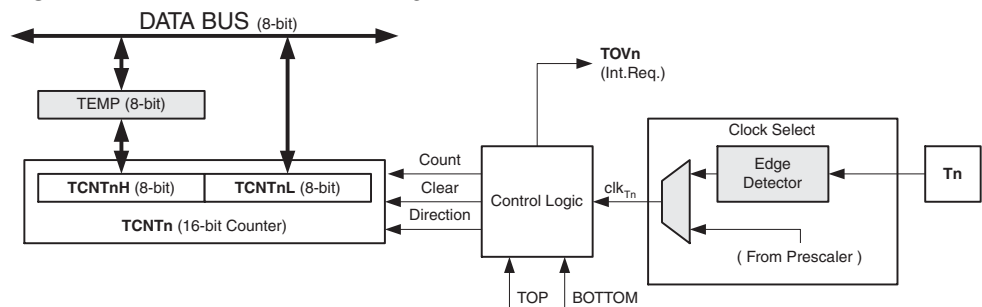 DATA BUS (8-bit)
TOVn
(Int.Req.)
TEMP (8-bit)
Clock Select
Count
Edge
Detector
Tn
TCNTnH (8-bit) TCNTnL (8-bit)
Clear
Control Logic
clkTn
TCNTn (16-bit Counter)
Direction
( From Prescaler )
TOP
BOTTOM